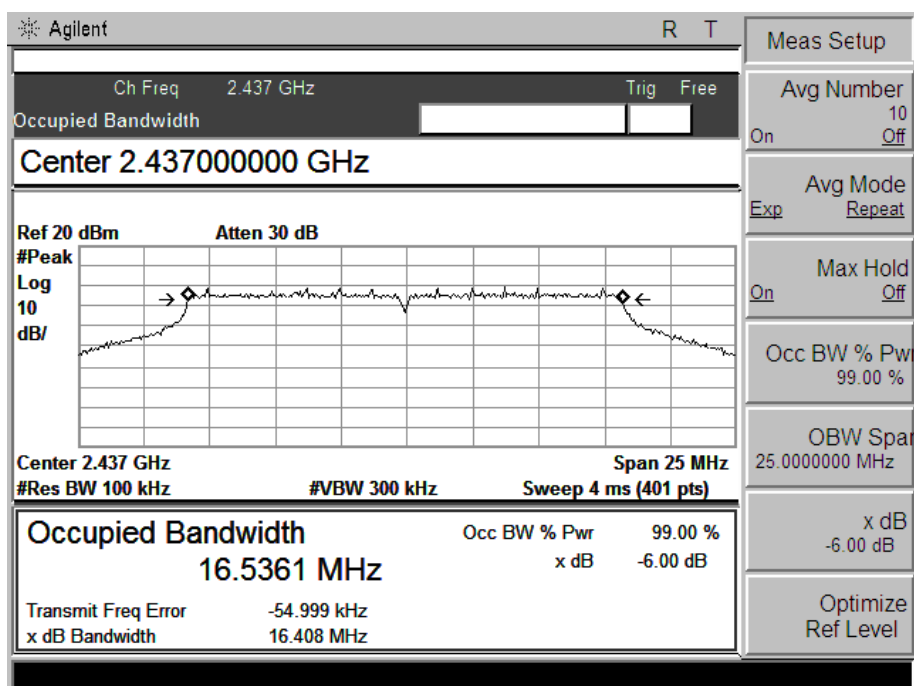 Agilent R T
Ch Freq 2.437 GHz Trig Free
Occupied Bandwidth
Center 2.437000000 GHz
Ref 20 dBm Atten 30 dB
#Peak
Log
10
dB/
Center 2.437 GHz Span 25 MHz
#Res BW 100 kHz #VBW 300 kHz Sweep 4 ms (401 pts)
Occupied Bandwidth Occ BW % Pwr 99.00 %
16.5361 MHz x dB -6.00 dB
Transmit Freq Error -54.999 kHz
x dB Bandwidth 16.408 MHz
Meas Setup
Avg Number
10
On Off
Avg Mode
Exp Repeat
Max Hold
On Off
Occ BW % Pwr
99.00 %
OBW Spar
25.0000000 MHz
x dB
-6.00 dB
Optimize
Ref Level